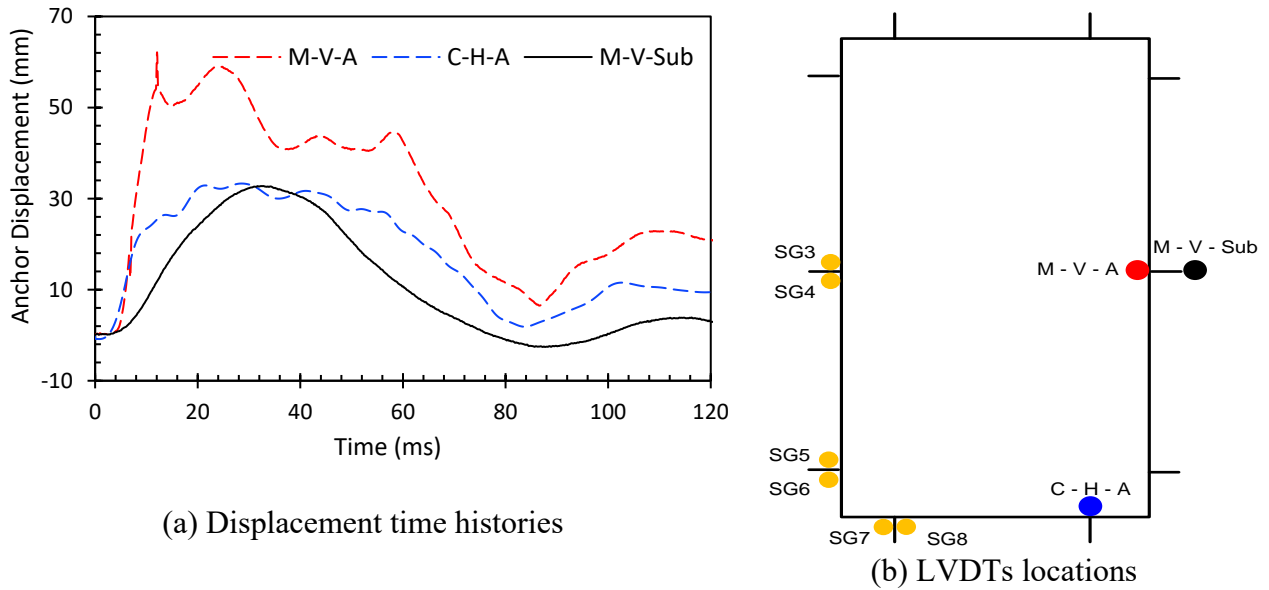 70
50
30
10
-10
Anchor Displacement (mm)
M-V-A
C-H-A
M-V-Sub
0
20
40
60
80
100
120
Time (ms)
(a) Displacement time histories
SG3
SG4
M - V - A
M - V - Sub
SG5
SG6
C - H - A
SG7
SG8
(b) LVDTs locations